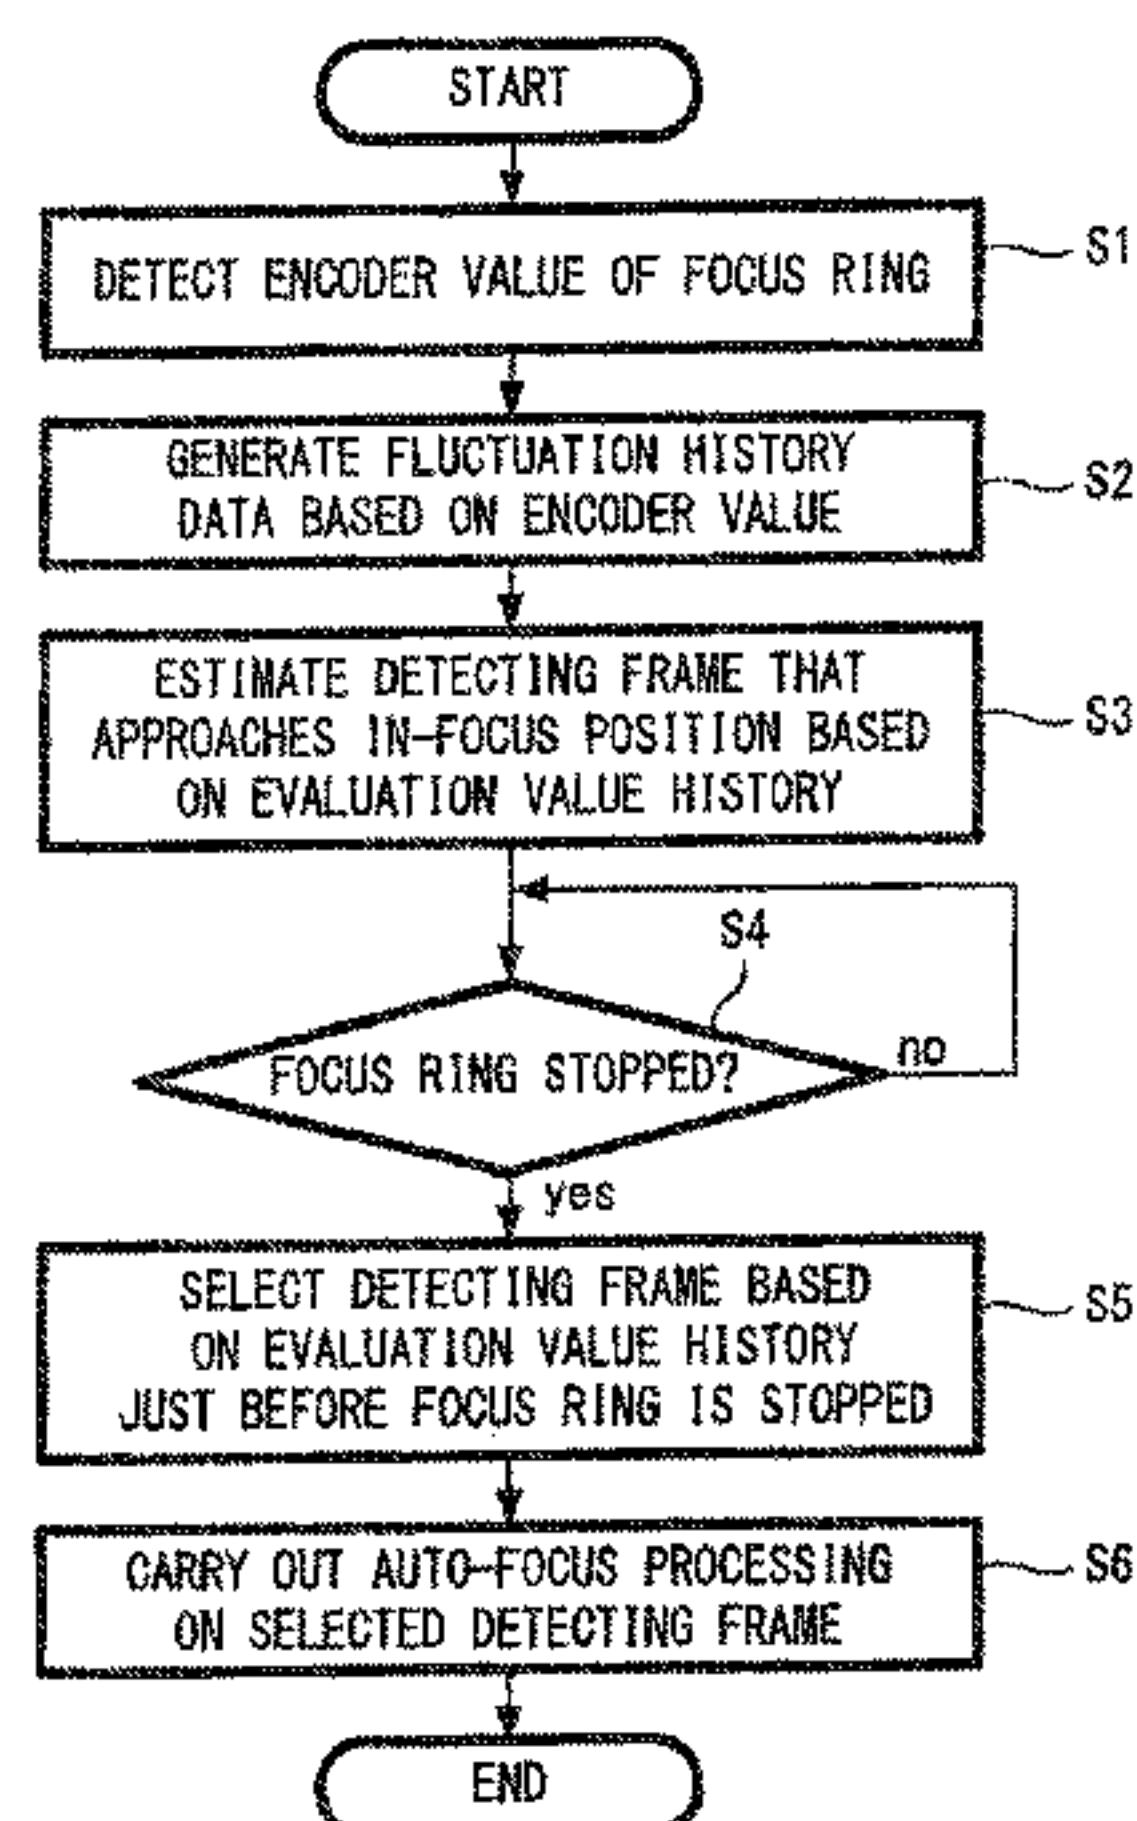 START
DETECT ENCODER VALUE OF FOCUS RING
S1
GENERATE FLUCTUATION HISTORY
DATA BASED ON ENCODER VALUE
S2
ESTIMATE DETECTING FRAME THAT
APPROACHES IN-FOCUS POSITION BASED
ON EVALUATION VALUE HISTORY
S3
S4
FOCUS RING STOPPED?
no
yes
SELECT DETECTING FRAME BASED
ON EVALUATION VALUE HISTORY
JUST BEFORE FOCUS RING IS STOPPED
S5
CARRY OUT AUTO-FOCUS PROCESSING
ON SELECTED DETECTING FRAME
S6
END